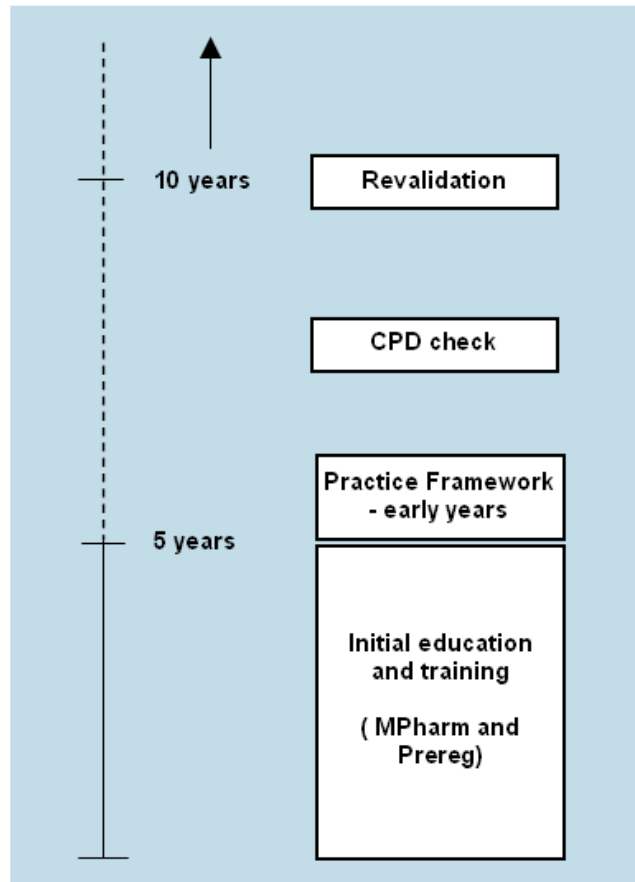 10 years
Revalidation
CPD check
Practice Framework
- early years
5 years
Initial education
and training
( MPharm and
Prereg)